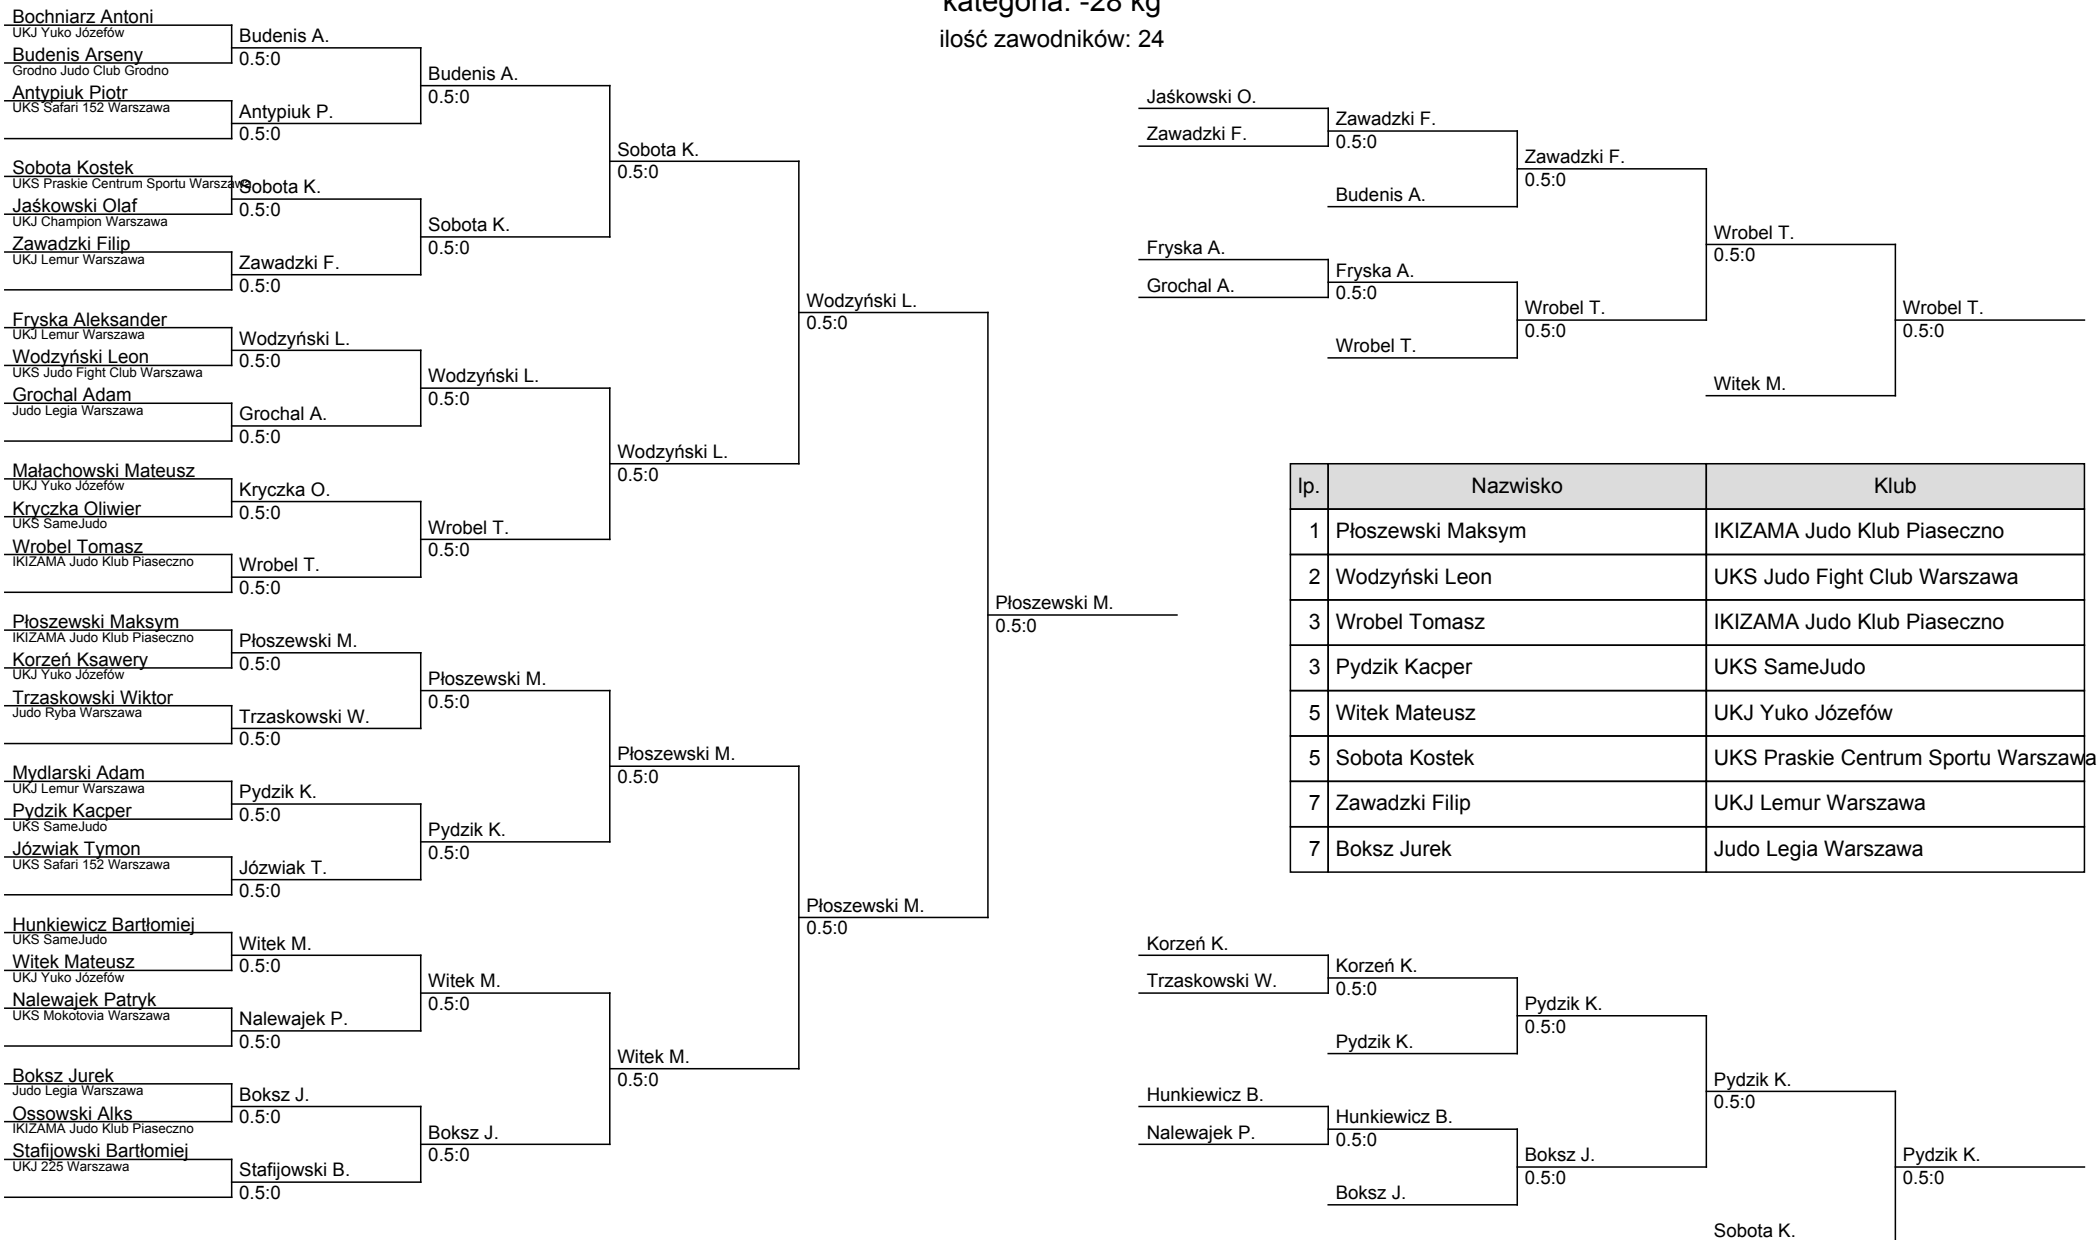 kategoria: -28 kg
ilość zawodników: 24
Bochniarz Antoni
UKJ Yuko Józefów
Budenis Arseny
Grodno Judo Club Grodno
Antypiuk Piotr
UKS Safari 152 Warszawa
Sobota Kostek
UKS Praskie Centrum Sportu Warszawa
Jaśkowski Olaf
UKJ Champion Warszawa
Zawadzki Filip
UKJ Lemur Warszawa
Fryska Aleksander
UKJ Lemur Warszawa
Wodzyński Leon
UKS Judo Fight Club Warszawa
Grochal Adam
Judo Legia Warszawa
Małachowski Mateusz
UKJ Yuko Józefów
Kryczka Oliwier
UKS SameJudo
Wrobel Tomasz
IKIZAMA Judo Klub Piaseczno
Płoszewski Maksym
IKIZAMA Judo Klub Piaseczno
Korzeń Ksawery
UKJ Yuko Józefów
Trzaskowski Wiktor
Judo Ryba Warszawa
Mydlarski Adam
UKJ Lemur Warszawa
Pydzik Kacper
UKS SameJudo
Józwiak Tymon
UKS Safari 152 Warszawa
Hunkiewicz Bartłomiej
UKS SameJudo
Witek Mateusz
UKJ Yuko Józefów
Nalewajek Patryk
UKS Mokotovia Warszawa
Boksz Jurek
Judo Legia Warszawa
Ossowski Alks
IKIZAMA Judo Klub Piaseczno
Stafijowski Bartłomiej
UKJ 225 Warszawa
Budenis A.
0.5:0
Antypiuk P.
0.5:0
Sobota K.
0.5:0
Zawadzki F.
0.5:0
Wodzyński L.
0.5:0
Grochal A.
0.5:0
Kryczka O.
0.5:0
Wrobel T.
0.5:0
Płoszewski M.
0.5:0
Trzaskowski W.
0.5:0
Pydzik K.
0.5:0
Józwiak T.
0.5:0
Witek M.
0.5:0
Nalewajek P.
0.5:0
Boksz J.
0.5:0
Stafijowski B.
0.5:0
Budenis A.
0.5:0
Sobota K.
0.5:0
Wodzyński L.
0.5:0
Wrobel T.
0.5:0
Płoszewski M.
0.5:0
Pydzik K.
0.5:0
Witek M.
0.5:0
Boksz J.
0.5:0
Sobota K.
0.5:0
Wodzyński L.
0.5:0
Płoszewski M.
0.5:0
Witek M.
0.5:0
Wodzyński L.
0.5:0
Płoszewski M.
0.5:0
Płoszewski M.
0.5:0
Jaśkowski O.
Zawadzki F.
Zawadzki F.
0.5:0
Budenis A.
Zawadzki F.
0.5:0
Fryska A.
Grochal A.
Fryska A.
0.5:0
Wrobel T.
Wrobel T.
0.5:0
Wrobel T.
0.5:0
Witek M.
Wrobel T.
0.5:0
lp. Nazwisko Klub
1 Płoszewski Maksym IKIZAMA Judo Klub Piaseczno
2 Wodzyński Leon UKS Judo Fight Club Warszawa
3 Wrobel Tomasz IKIZAMA Judo Klub Piaseczno
3 Pydzik Kacper UKS SameJudo
5 Witek Mateusz UKJ Yuko Józefów
5 Sobota Kostek UKS Praskie Centrum Sportu Warszawa
7 Zawadzki Filip UKJ Lemur Warszawa
7 Boksz Jurek Judo Legia Warszawa
Korzeń K.
Trzaskowski W.
Korzeń K.
0.5:0
Pydzik K.
Pydzik K.
0.5:0
Hunkiewicz B.
Nalewajek P.
Hunkiewicz B.
0.5:0
Boksz J.
Boksz J.
0.5:0
Pydzik K.
0.5:0
Sobota K.
Pydzik K.
0.5:0